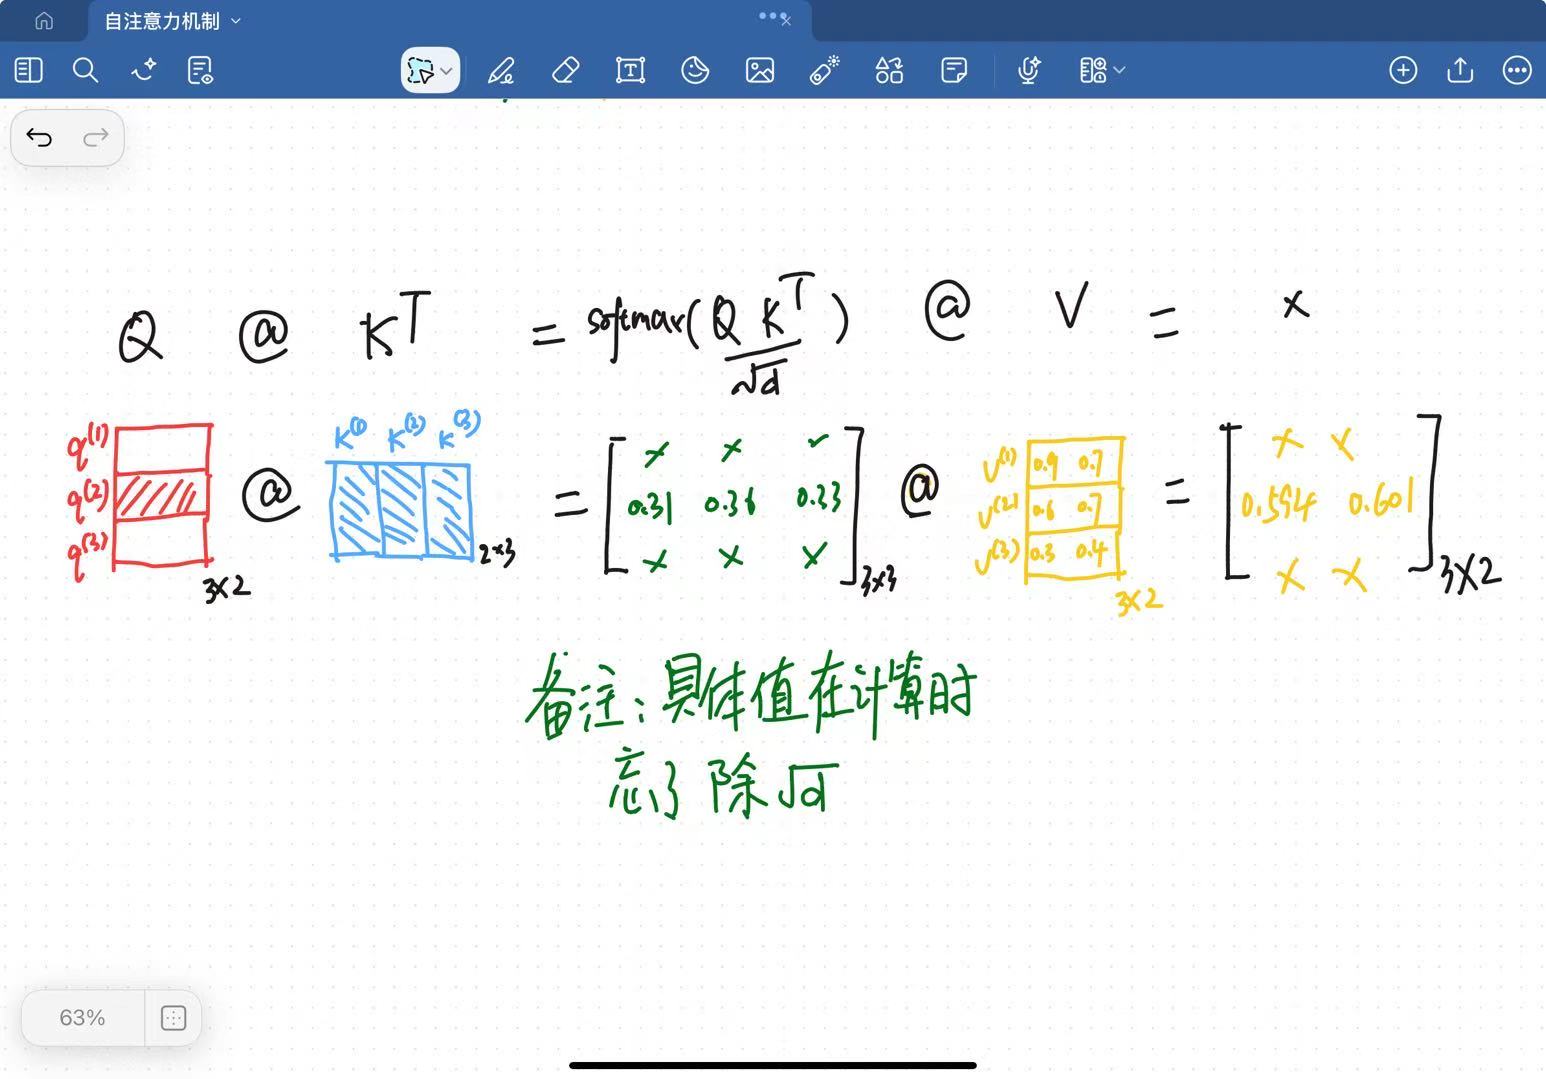 自注意力机制
Q @ K^T = softmax(Q K^T / √d) @ V = x
K^(1) K^(2) K^(3)
q^(1)
q^(2) @ = 0.31 0.36 0.33 @ = 0.594 0.601
q^(3)
x x ✓
x x x
3×2 2×3 3×3
V^(1) 0.9 0.7
V^(2) 0.6 0.7
V^(3) 0.3 0.4
3×2
x x
x x
3×2
备注:具体值在计算时
忘了除√d
63%